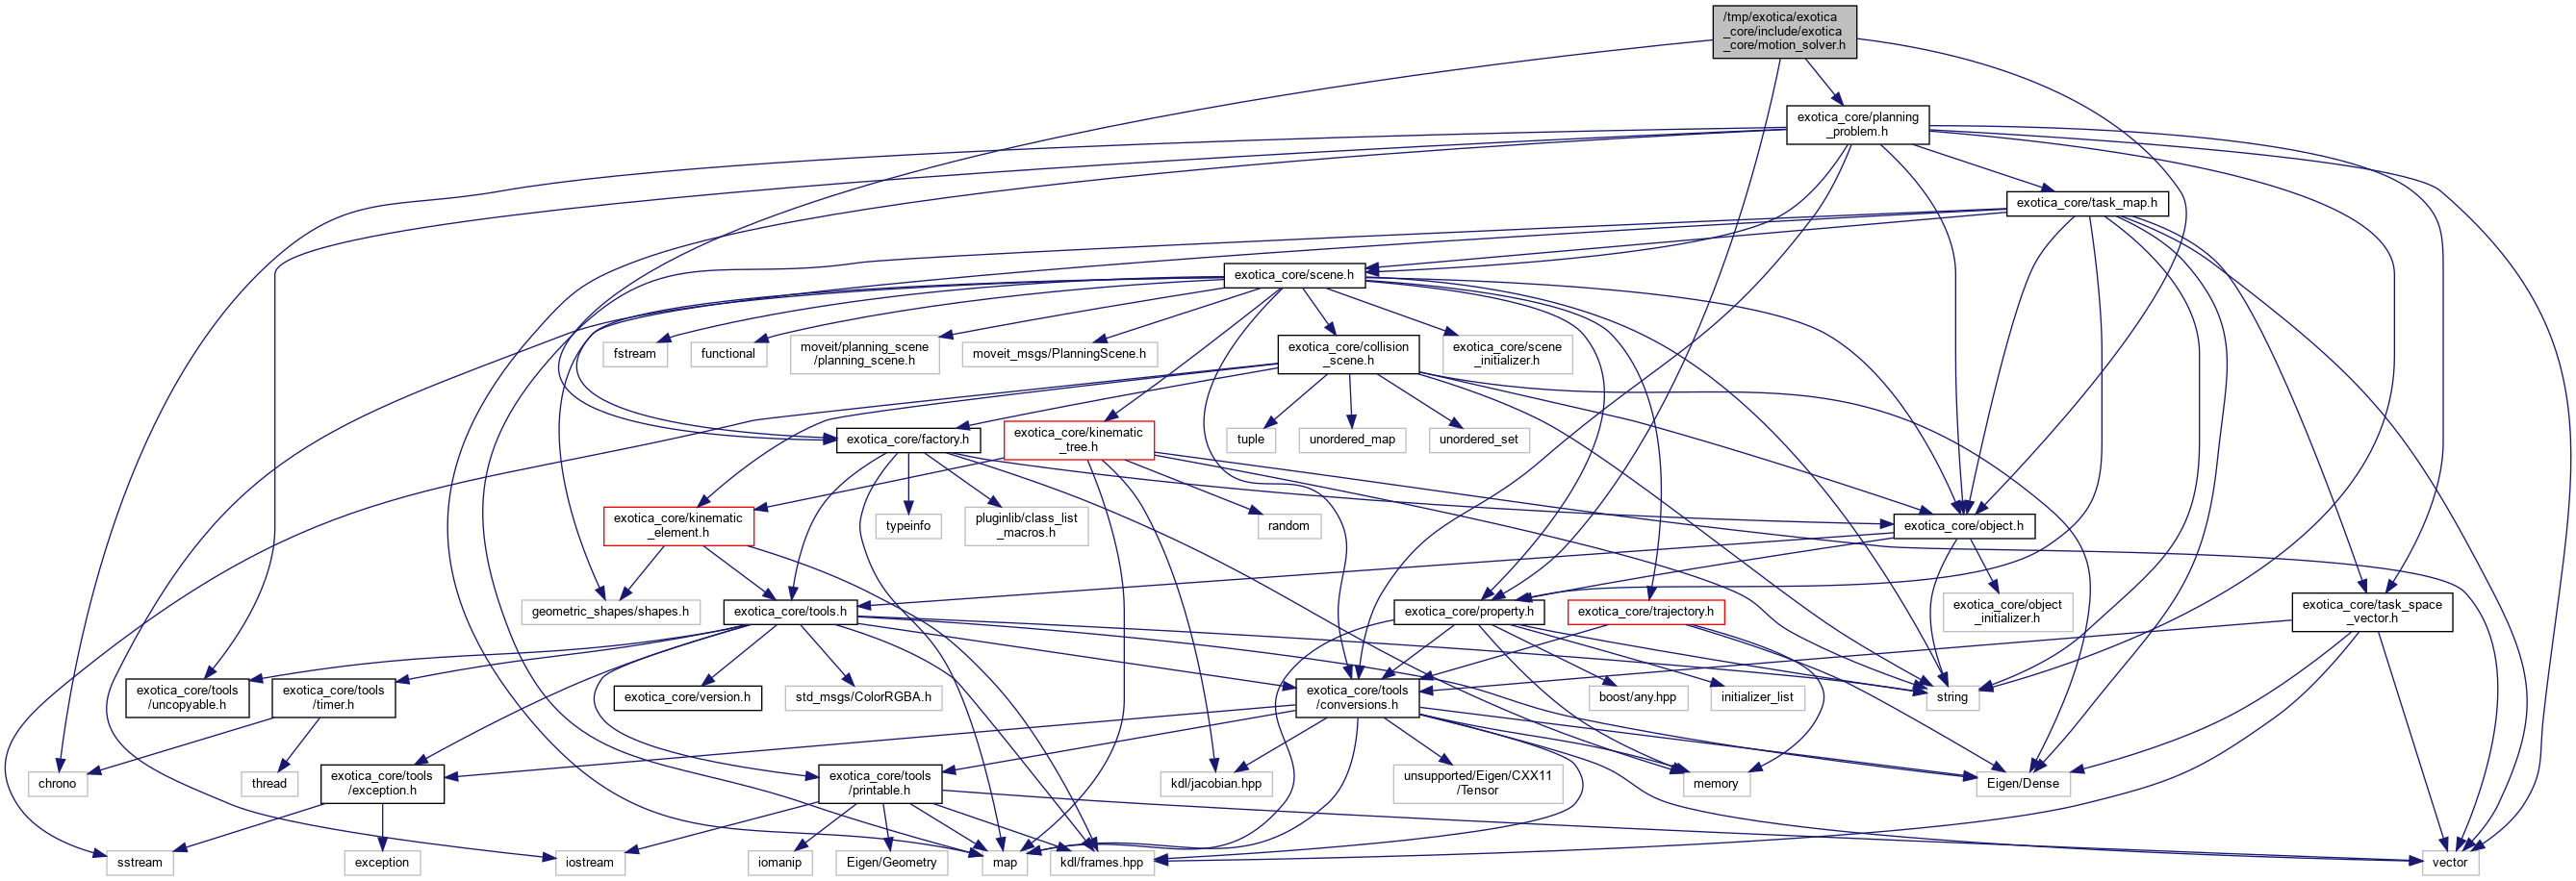 /tmp/exotica/exotica
_core/include/exotica
_core/motion_solver.h
exotica_core/planning
_problem.h
exotica_core/task_map.h
exotica_core/scene.h
fstream
functional
moveit/planning_scene
/planning_scene.h
moveit_msgs/PlanningScene.h
exotica_core/collision
_scene.h
exotica_core/scene
_initializer.h
exotica_core/factory.h
exotica_core/kinematic
_tree.h
tuple
unordered_map
unordered_set
exotica_core/kinematic
_element.h
typeinfo
pluginlib/class_list
_macros.h
random
exotica_core/object.h
geometric_shapes/shapes.h
exotica_core/tools.h
exotica_core/property.h
exotica_core/trajectory.h
exotica_core/object
_initializer.h
exotica_core/task_space
_vector.h
exotica_core/tools
/uncopyable.h
exotica_core/tools
/timer.h
exotica_core/version.h
std_msgs/ColorRGBA.h
exotica_core/tools
/conversions.h
boost/any.hpp
initializer_list
string
chrono
thread
exotica_core/tools
/exception.h
exotica_core/tools
/printable.h
kdl/jacobian.hpp
unsupported/Eigen/CXX11
/Tensor
memory
Eigen/Dense
sstream
exception
iostream
iomanip
Eigen/Geometry
map
kdl/frames.hpp
vector